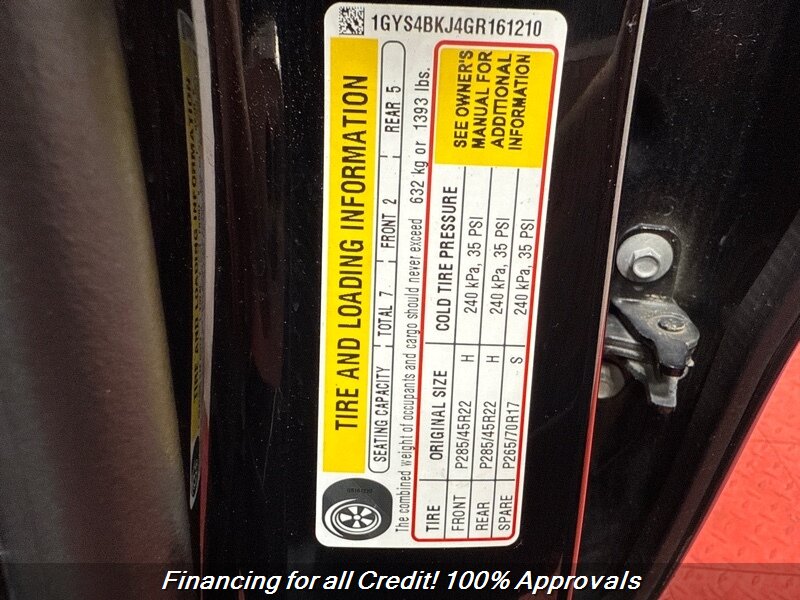 1GYS4BKJ4GR161210
TIRE AND LOADING INFORMATION
SEATING CAPACITY TOTAL 7 FRONT 2 REAR 5
The combined weight of occupants and cargo should never exceed 632 kg or 1393 lbs.
TIRE ORIGINAL SIZE COLD TIRE PRESSURE
FRONT P285/45R22 H 240 kPa, 35 PSI
REAR P285/45R22 H 240 kPa, 35 PSI
SPARE P265/70R17 S 240 kPa, 35 PSI
SEE OWNER'S
MANUAL FOR
ADDITIONAL
INFORMATION
Financing for all Credit! 100% Approvals